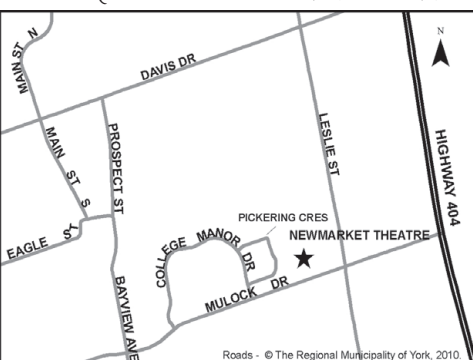 MAIN ST N
N
DAVIS DR
MAIN ST S
PROSPECT ST
LESLIE ST
HIGHWAY 404
PICKERING CRES
NEWMARKET THEATRE
COLLEGE MANOR DR
EAGLE ST
BAYVIEW AVE
MULOCK DR
Roads - © The Regional Municipality of York, 2010.